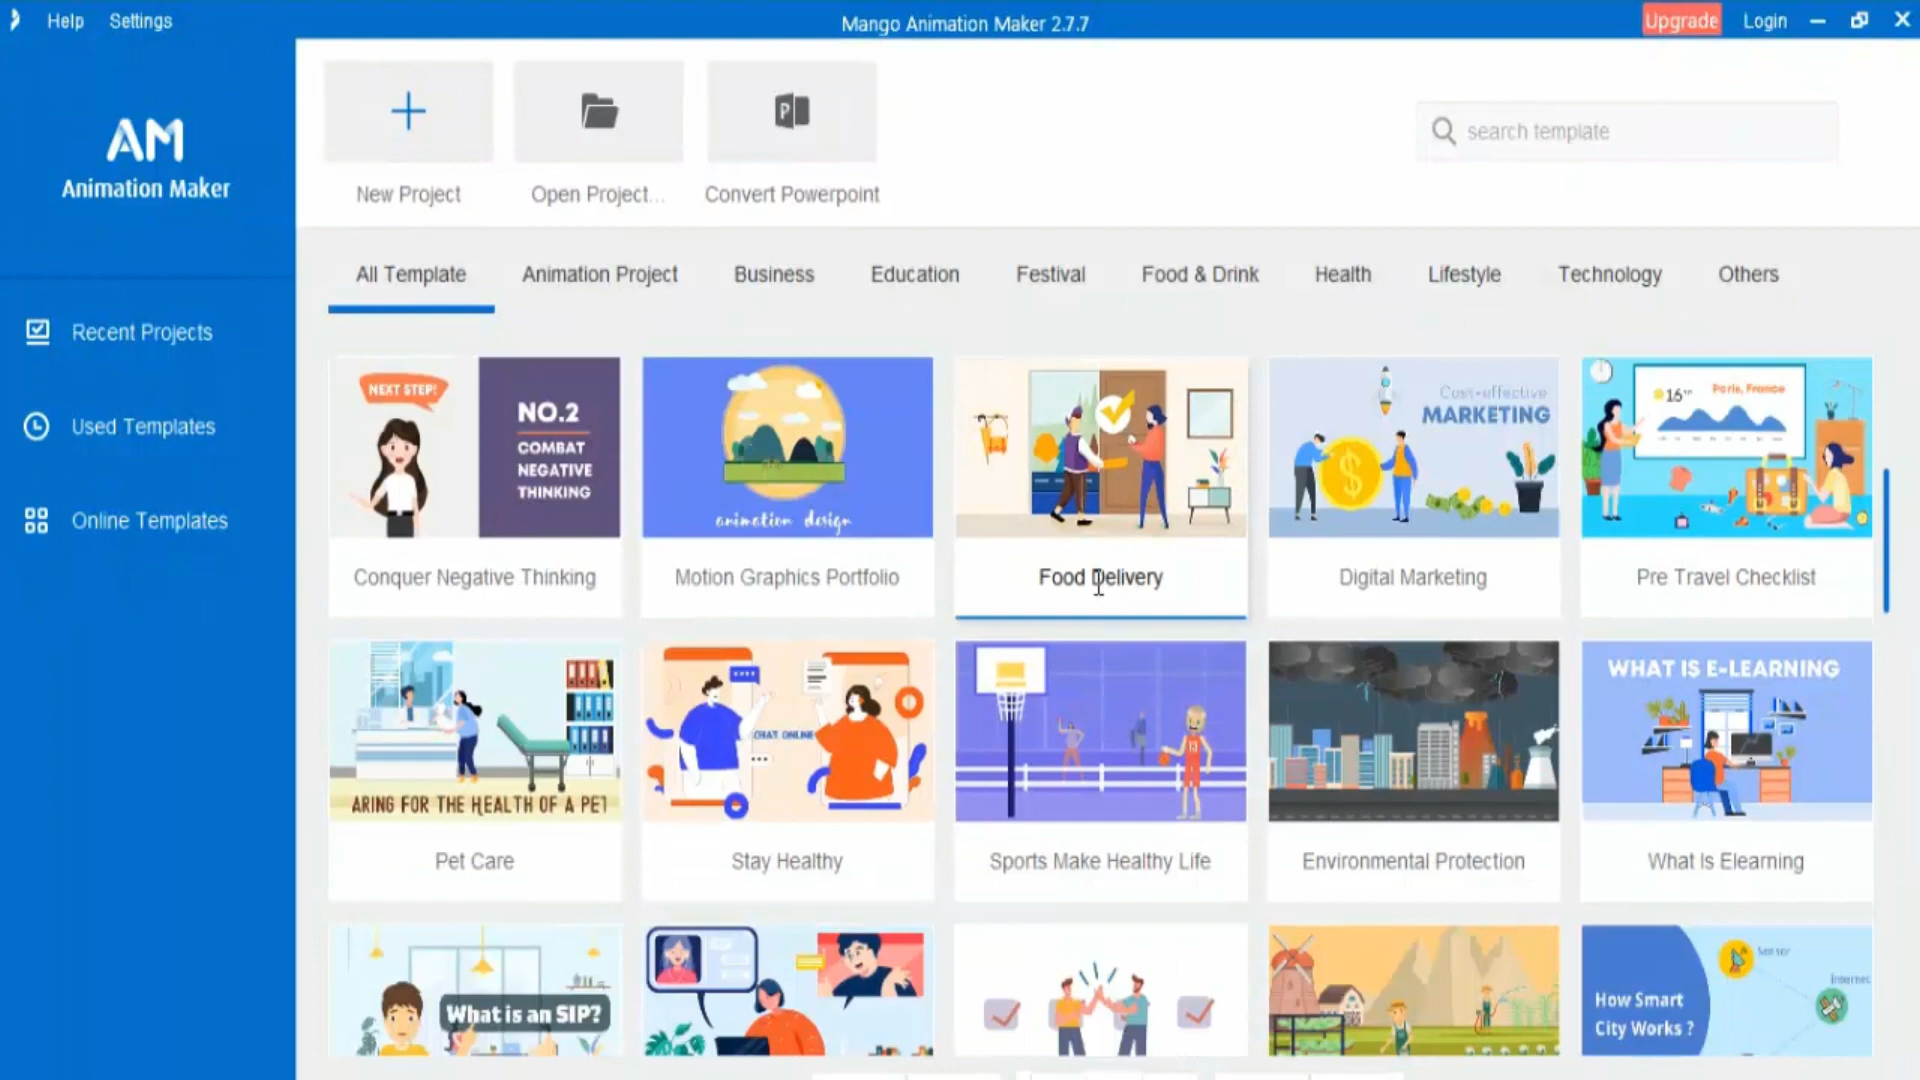 Help
Settings
Mango Animation Maker 2.7.7
Upgrade
Login
AM
Animation Maker
New Project
Open Project...
Convert Powerpoint
search template
Recent Projects
Used Templates
Online Templates
All Template
Animation Project
Business
Education
Festival
Food & Drink
Health
Lifestyle
Technology
Others
NEXT STEP!
NO.2
COMBAT
NEGATIVE
THINKING
animation design
Cost-effective
MARKETING
Paris, France
Conquer Negative Thinking
Motion Graphics Portfolio
Food Delivery
Digital Marketing
Pre Travel Checklist
ARING FOR THE HEALTH OF A PET
CHAT ONLINE
WHAT IS E-LEARNING
Pet Care
Stay Healthy
Sports Make Healthy Life
Environmental Protection
What Is Elearning
What is an SIP?
Sensor
Internet
How Smart
City Works ?